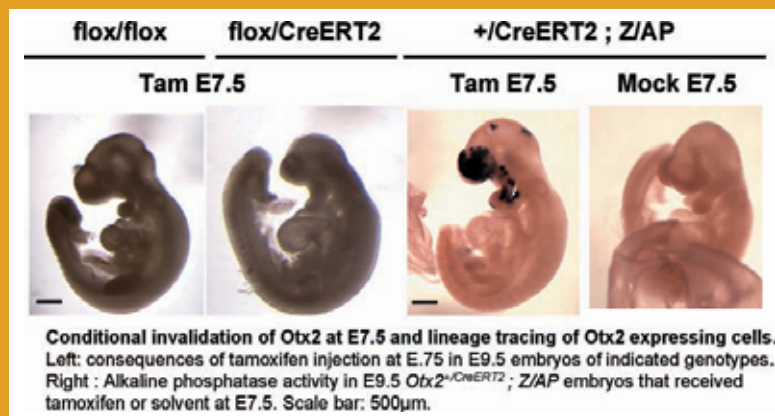 flox/flox flox/CreERT2 +/CreERT2 ; Z/AP
Tam E7.5 Tam E7.5 Mock E7.5
Conditional invalidation of Otx2 at E7.5 and lineage tracing of Otx2 expressing cells.
Left: consequences of tamoxifen injection at E.75 in E9.5 embryos of indicated genotypes.
Right : Alkaline phosphatase activity in E9.5 Otx2+/CreERT2 ; Z/AP embryos that received
tamoxifen or solvent at E7.5. Scale bar: 500µm.